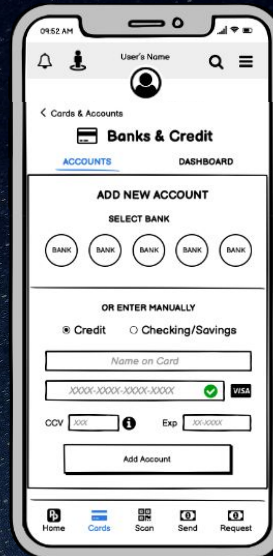 09:52 AM
User's Name
< Cards & Accounts
Banks & Credit
ACCOUNTS DASHBOARD
ADD NEW ACCOUNT
SELECT BANK
BANK BANK BANK BANK BANK
OR ENTER MANUALLY
Credit Checking/Savings
Name on Card
XXXX-XXXX-XXXX-XXXX VISA
CCV XXX Exp XX-XXXX
Add Account
Home Cards Scan Send Request